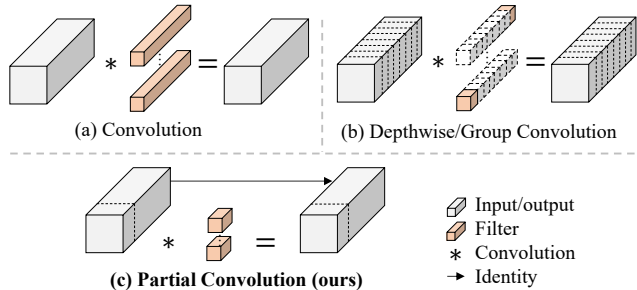 * =
(a) Convolution
* =
(b) Depthwise/Group Convolution
* =
(c) Partial Convolution (ours)
Input/output
Filter
* Convolution
Identity